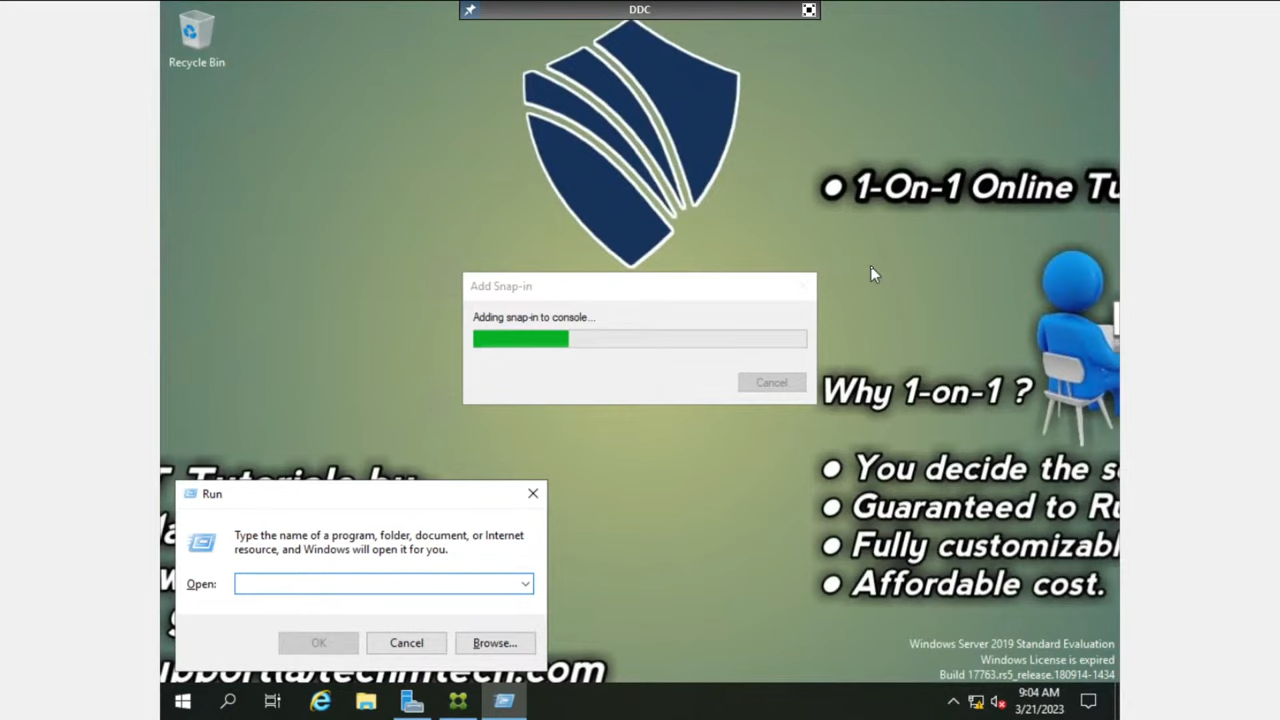 DDC
Recycle Bin
1-On-1 Online
Add Snap-in
Adding snap-in to console...
Cancel
Why 1-on-1 ?
You decide the
Guaranteed to
Fully
Affordable cost.
Tutorials by
Run
Type the name of a program, folder, document, or Internet
resource, and Windows will open it for you.
Open:
OK
Cancel
Browse...
Windows Server 2019 Standard Evaluation
Windows License is expired
Build 17763.rs5_release.180914-1434
9:04 AM
3/21/2023